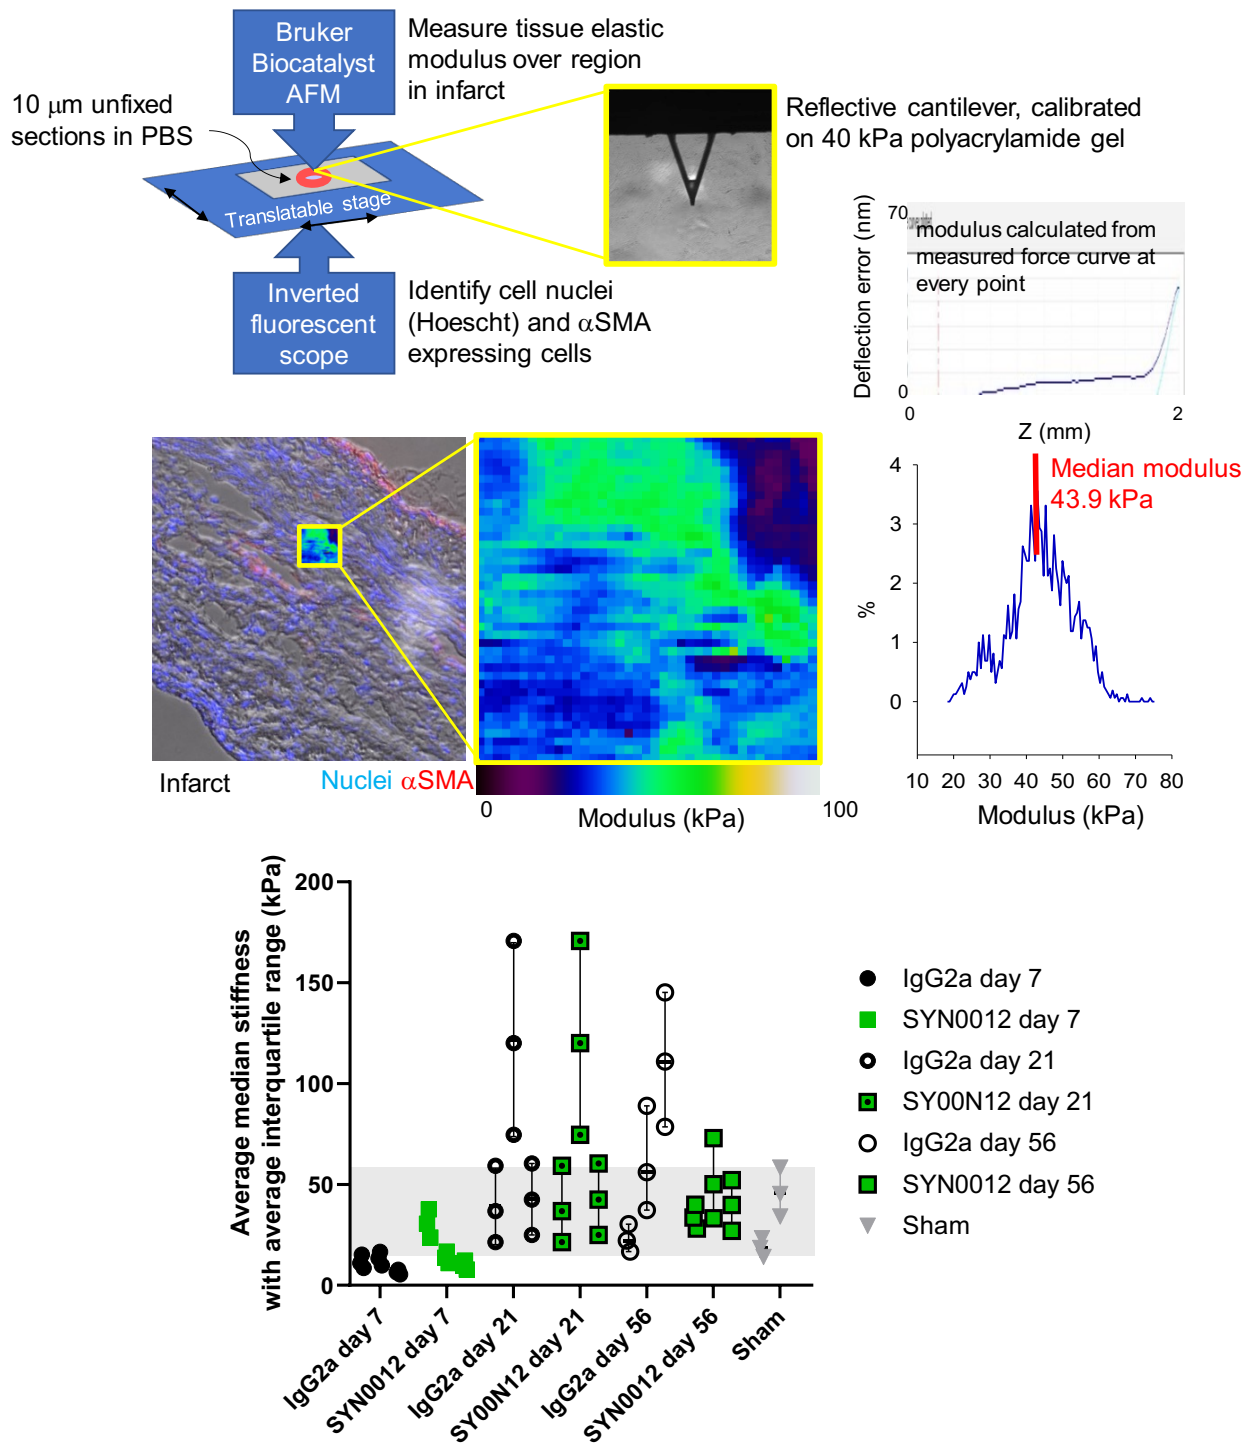 Bruker
Biocatalyst
AFM
Measure tissue elastic
modulus over region
in infarct
10 μm unfixed
sections in PBS
Translatable stage
Reflective cantilever, calibrated
on 40 kPa polyacrylamide gel
Inverted
fluorescent
scope
Identify cell nuclei
(Hoescht) and αSMA
expressing cells
Deflection error (nm)
70
0
modulus calculated from
measured force curve at
every point
0
2
Z (mm)
Infarct
Nuclei αSMA
0
100
Modulus (kPa)
Median modulus
43.9 kPa
%
4
3
2
1
0
10 20 30 40 50 60 70 80
Modulus (kPa)
Average median stiffness
with average interquartile range (kPa)
200
150
100
50
0
IgG2a day 7
SYN0012 day 7
IgG2a day 21
SY00N12 day 21
IgG2a day 56
SYN0012 day 56
Sham
IgG2a day 7
SYN0012 day 7
IgG2a day 21
SY00N12 day 21
IgG2a day 56
SYN0012 day 56
Sham